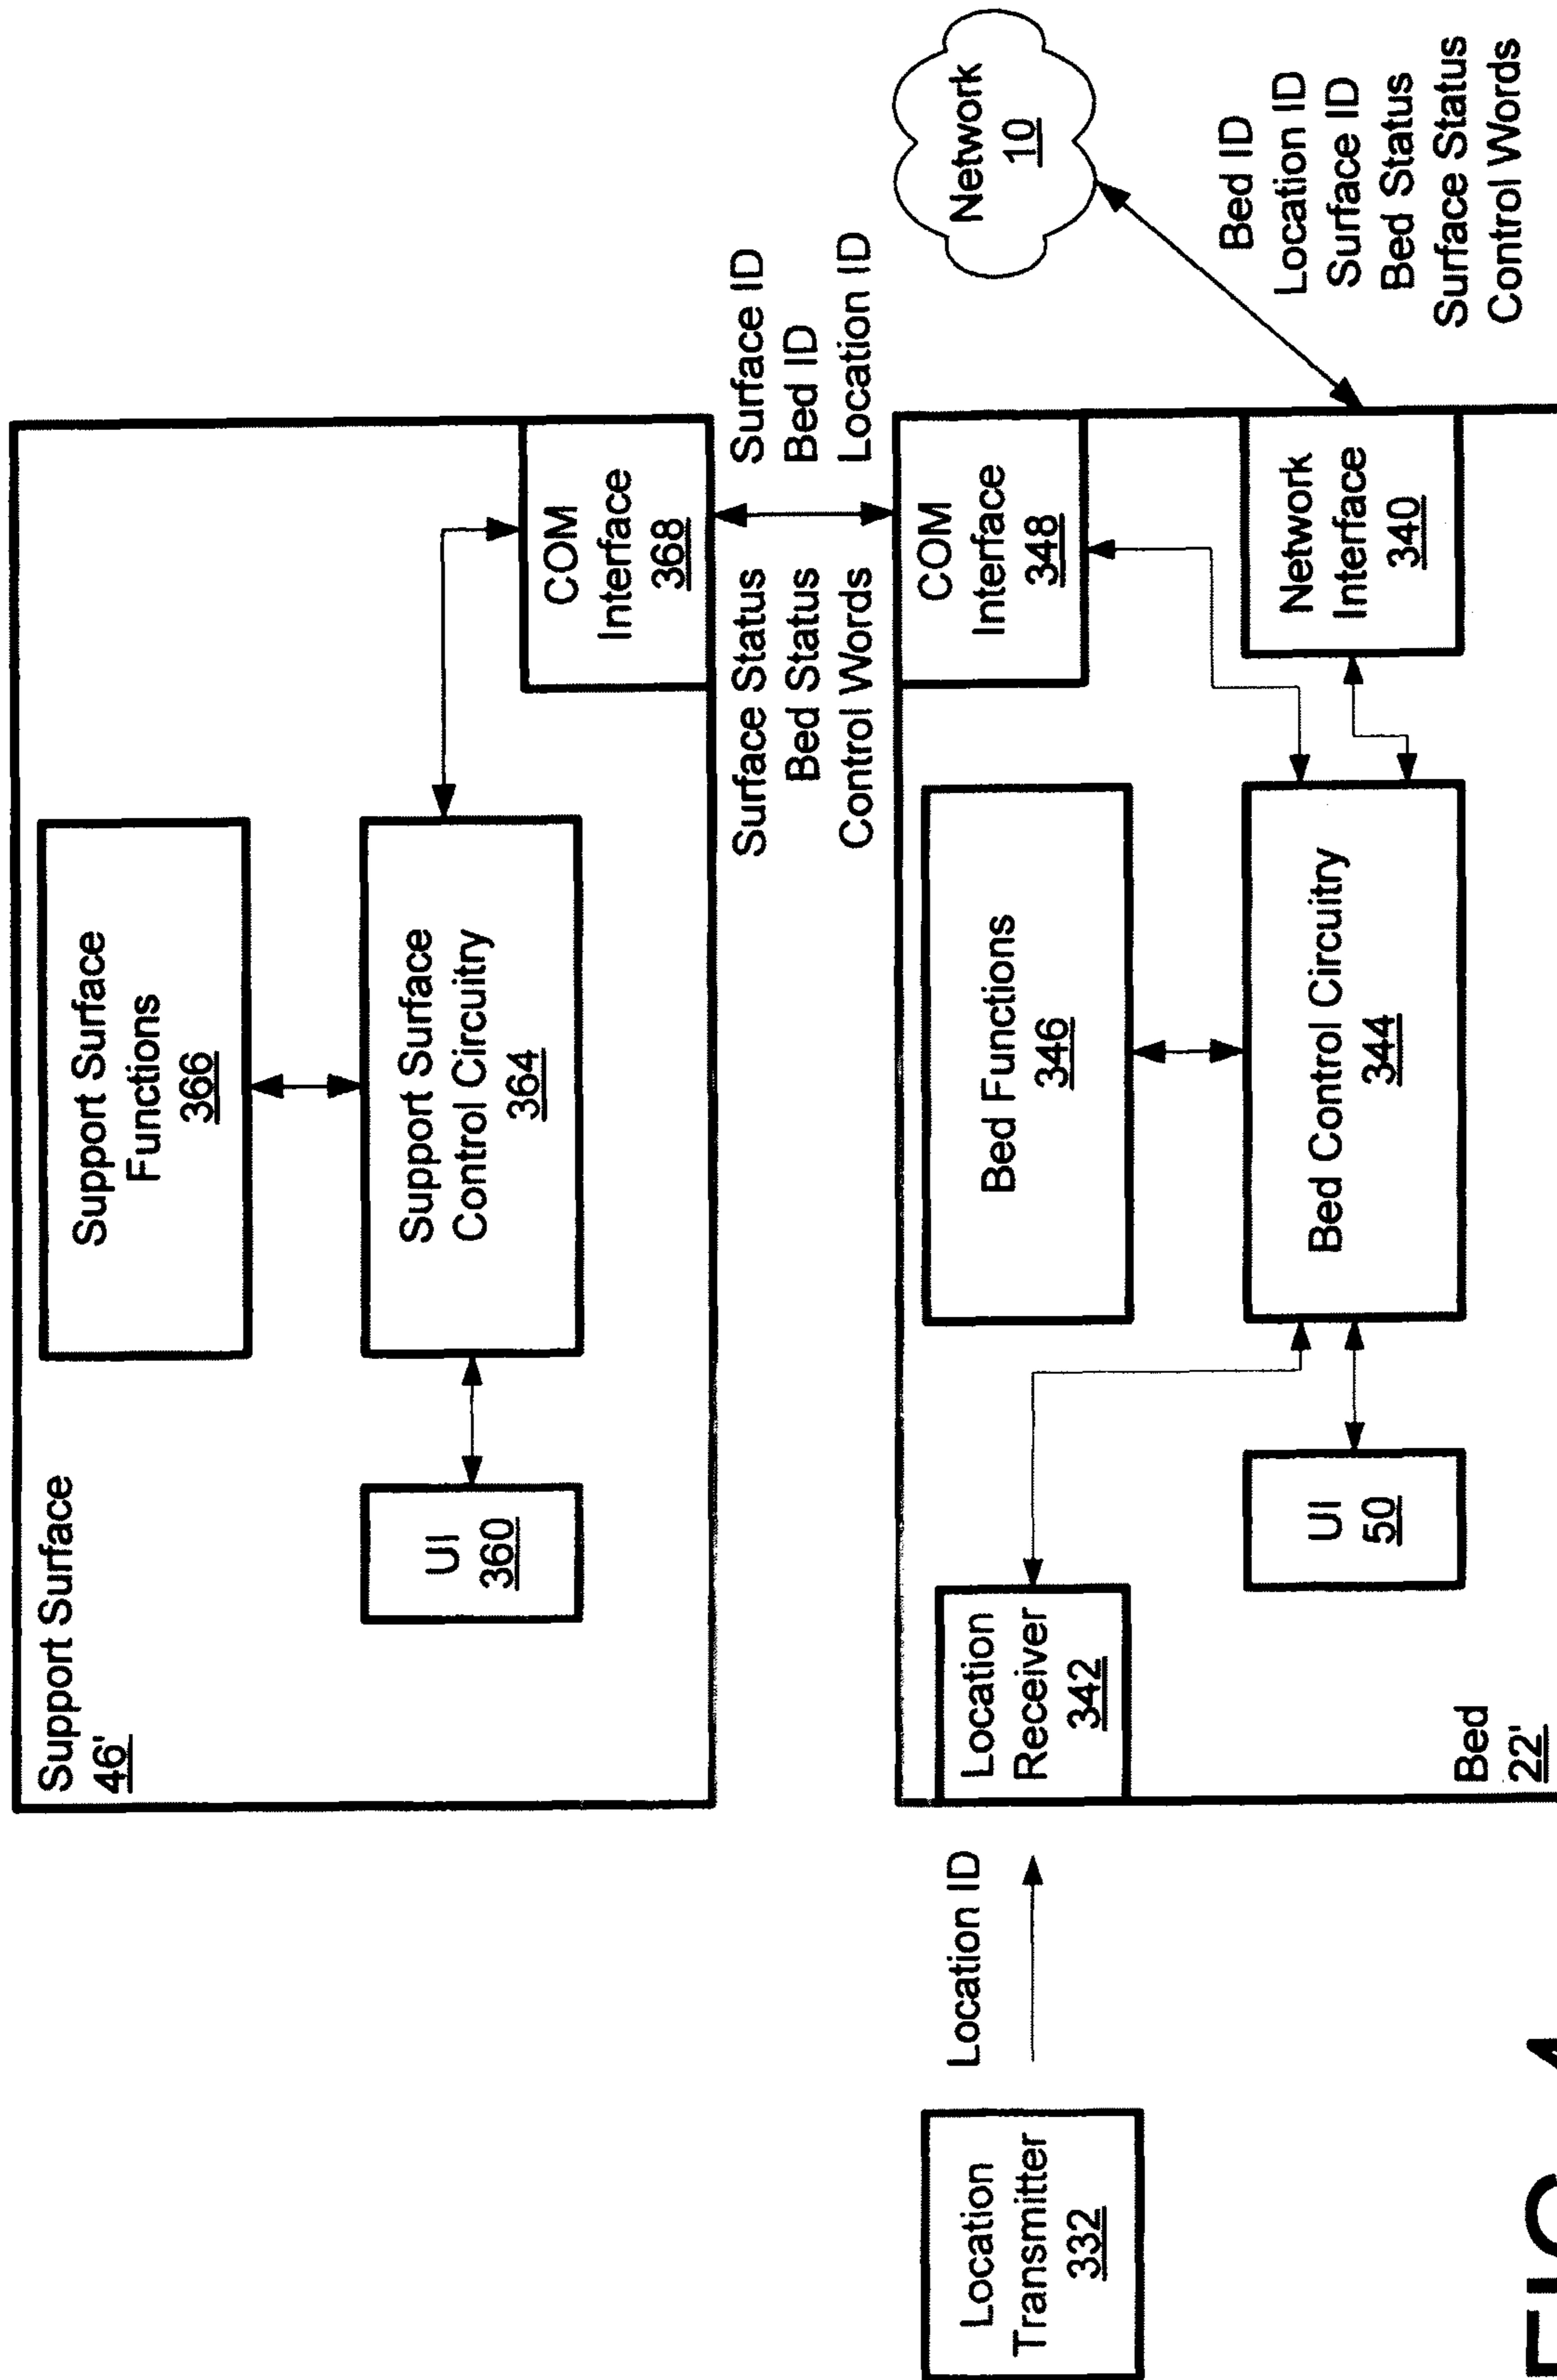 Support Surface
46'
Support Surface
Functions
366
UI
360
Support Surface
Control Circuitry
364
COM
Interface
368
Surface Status
Bed Status
Control Words
Surface ID
Bed ID
Location ID
Location
Transmitter
332
Location ID
Location
Receiver
342
Bed Functions
346
COM
Interface
348
UI
50
Bed Control Circuitry
344
Network
Interface
340
Bed
22'
Network
10
Bed ID
Location ID
Surface ID
Bed Status
Surface Status
Control Words
FIG. 4